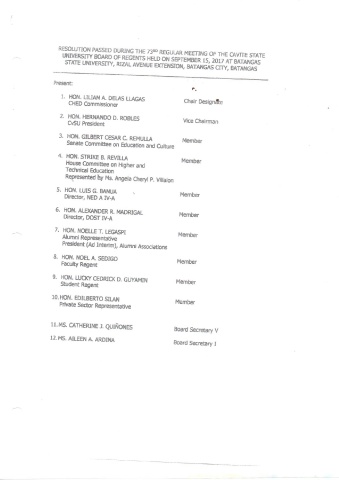 RESOLUTION PASSED DURING THE 73RD REGULAR MEETING OF THE CAVITE STATE
UNIVERSITY BOARD OF REGENTS HELD ON SEPTEMBER 15, 2017 AT BATANGAS
STATE UNIVERSITY, RIZAL AVENUE EXTENSION, BATANGAS CITY, BATANGAS
Present:
1. HON. LILIAN A. DELAS LLAGAS Chair Designate
CHED Commissioner
2. HON. HERNANDO D. ROBLES Vice Chairman
CvSU President
3. HON. GILBERT CESAR C. REMULLA Member
Senate Committee on Education and Culture
4. HON. STRIKE B. REVILLA Member
House Committee on Higher and
Technical Education
Represented by Ms. Angela Cheryl P. Villalon
5. HON. LUIS G. BANUA Member
Director, NED A IV-A
6. HON. ALEXANDER R. MADRIGAL Member
Director, DOST IV-A
7. HON. NOELLE T. LEGASPI Member
Alumni Representative
President (Ad Interim), Alumni Associations
8. HON. NOEL A. SEDIGO Member
Faculty Regent
9. HON. LUCKY CEDRICK D. GUYAMIN Member
Student Regent
10. HON. EDILBERTO SILAN Member
Private Sector Representative
11. MS. CATHERINE J. QUIÑONES Board Secretary V
12. MS. AILEEN A. ARDINA Board Secretary I